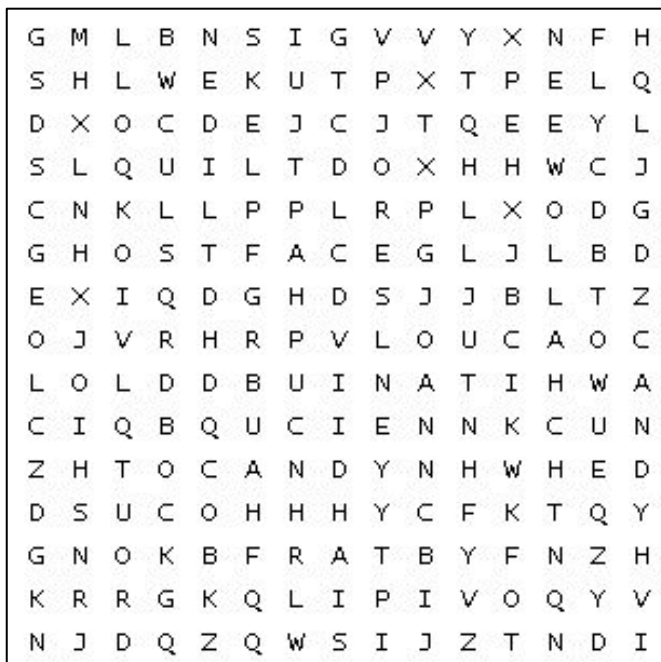 G M L B N S I G V V Y X N F H
S H L W E K U T P X T P E L Q
D X O C D E J C J T Q E E Y L
S L Q U I L T D O X H H W C J
C N K L L P P L R P L X O D G
G H O S T F A C E G L J L B D
E X I Q D G H D S J J B L T Z
O J V R H R P V L O U C A O C
L O L D D B U I N A T I H W A
C I Q B Q U C I E N N K C U N
Z H T O C A N D Y N H W H E D
D S U C O H H H Y C F K T Q Y
G N O K B F R A T B Y F N Z H
K R R G K Q L I P I V O Q Y V
N J D Q Z Q W S I J Z T N D I